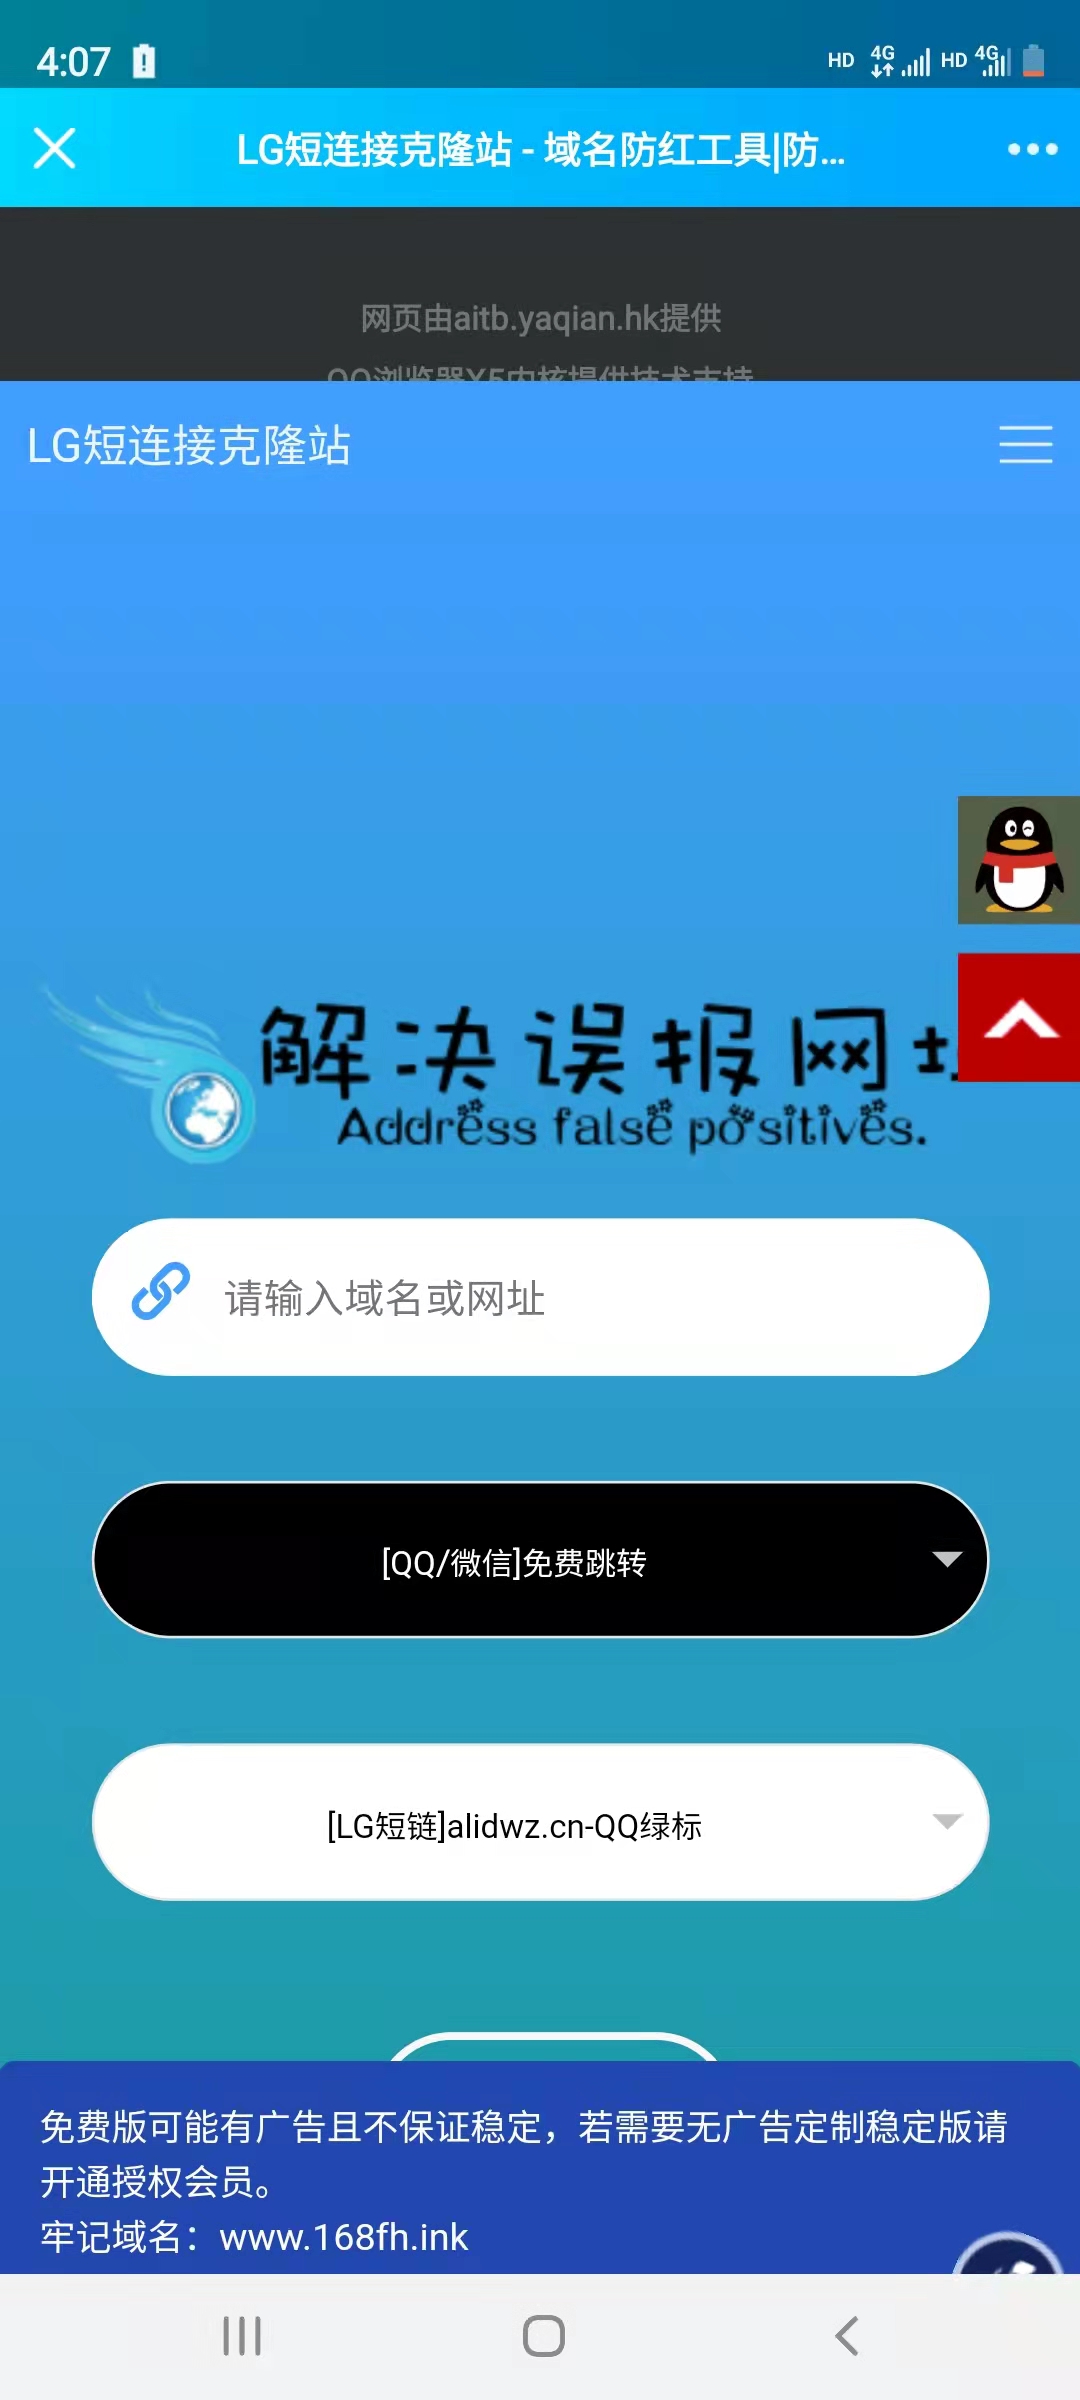 4:07
HD 4G HD 4G
LG短连接克隆站 - 域名防红工具|防...
网页由aitb.yaqian.hk提供
QQ浏览器X5内核提供技术支持
LG短连接克隆站
解决误报网
Address false positives.
请输入域名或网址
[QQ/微信]免费跳转
[LG短链]alidwz.cn-QQ绿标
免费版可能有广告且不保证稳定，若需要无广告定制稳定版请
开通授权会员。
牢记域名：www.168fh.ink